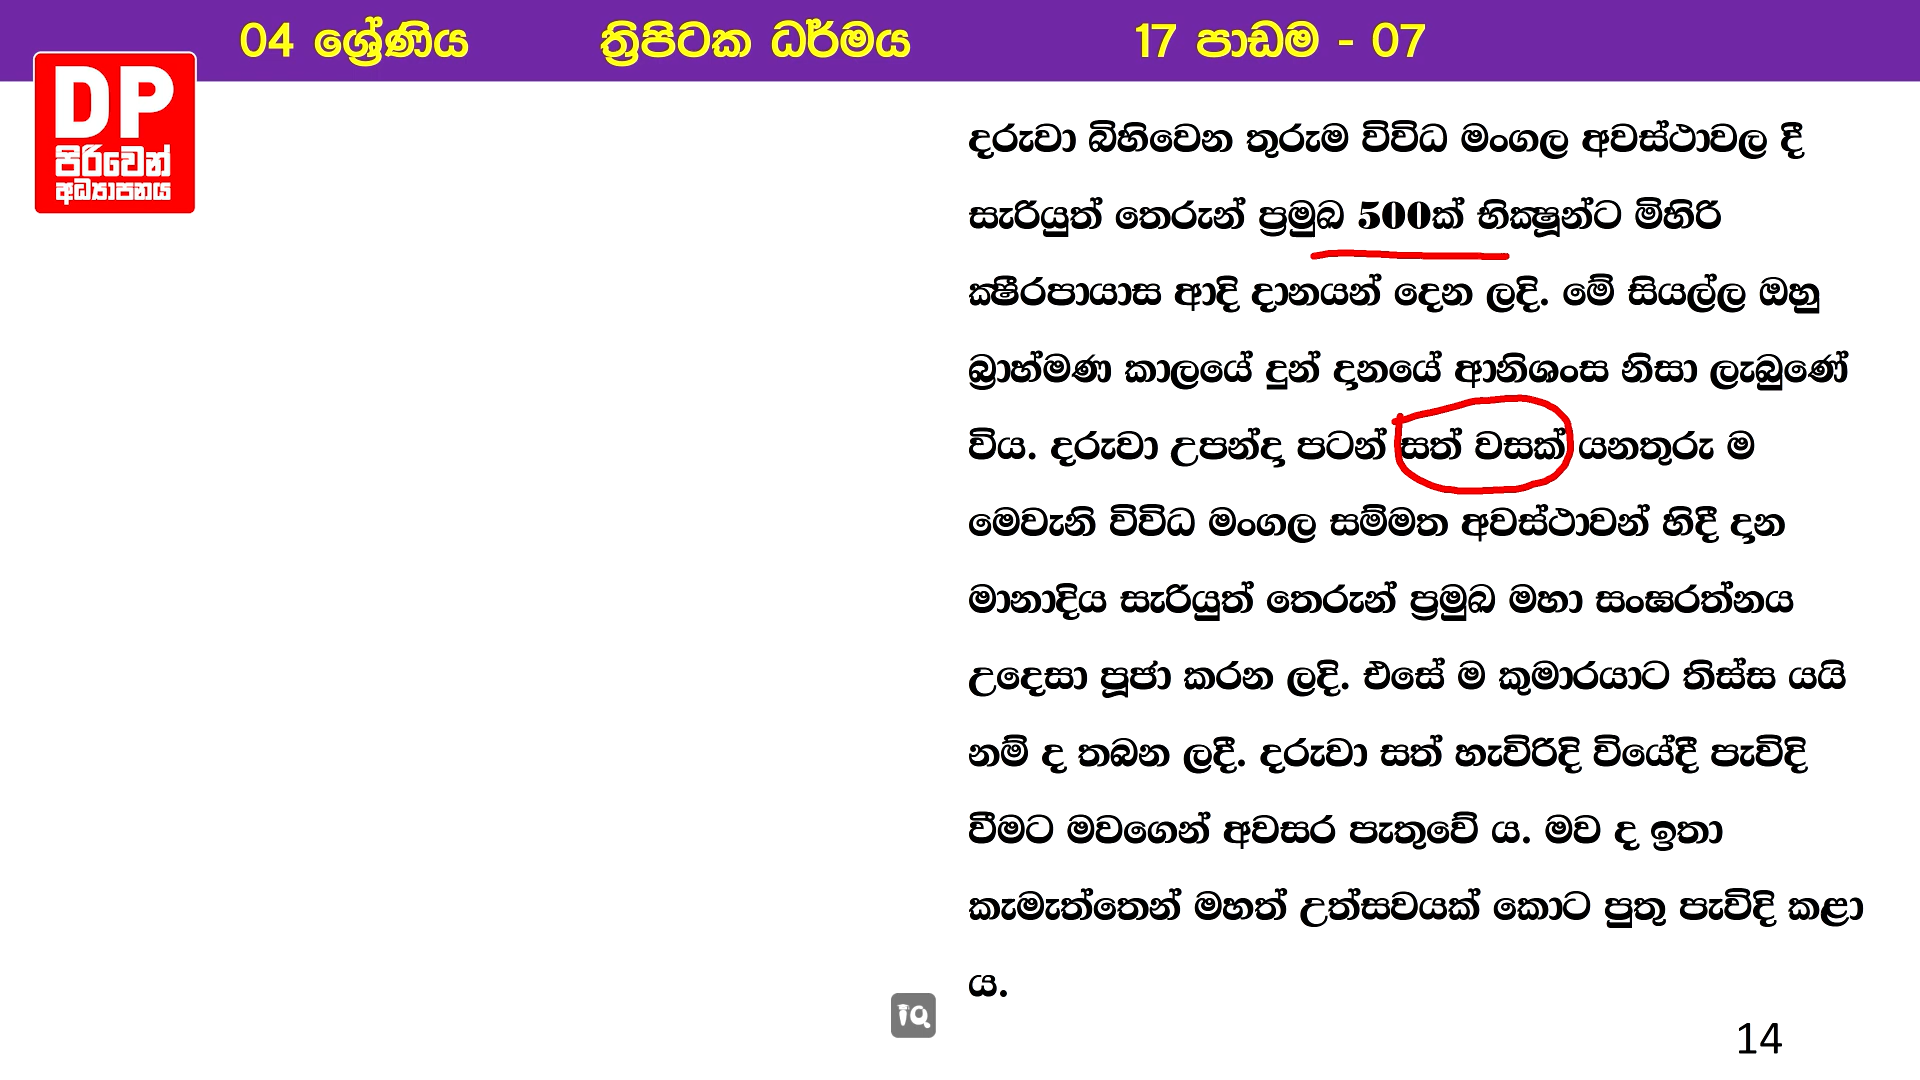 04 ශ්‍රේණිය ත්‍රිපිටක ධර්මය 17 පාඩම - 07
DP
පිරිවෙන්
අධ්‍යාපනය
දරුවා බිහිවෙන තුරුම විවිධ මංගල අවස්ථාවල දී
සැරියුත් තෙරුන් ප්‍රමුඛ 500ක් භික්‍ෂූන්ට මිහිරි
ක්‍ෂීරපායාස ආදි දානයන් දෙන ලදි. මේ සියල්ල ඔහු
බ්‍රාහ්මණ කාලයේ දුන් දානයේ ආනිශංස නිසා ලැබුණේ
විය. දරුවා උපන්දා පටන් සත් වසක් යනතුරු ම
මෙවැනි විවිධ මංගල සම්මත අවස්ථාවන් හිදී දාන
මානාදිය සැරියුත් තෙරුන් ප්‍රමුඛ මහා සංඝරත්නය
උදෙසා පූජා කරන ලදි. එසේ ම කුමාරයාට තිස්ස යයි
නම් ද තබන ලදී. දරුවා සත් හැවිරිදි වියේදී පැවිදි
වීමට මවගෙන් අවසර පැතුවේ ය. මව ද ඉතා
කැමැත්තෙන් මහත් උත්සවයක් කොට පුතු පැවිදි කළා
ය.
iQ
14